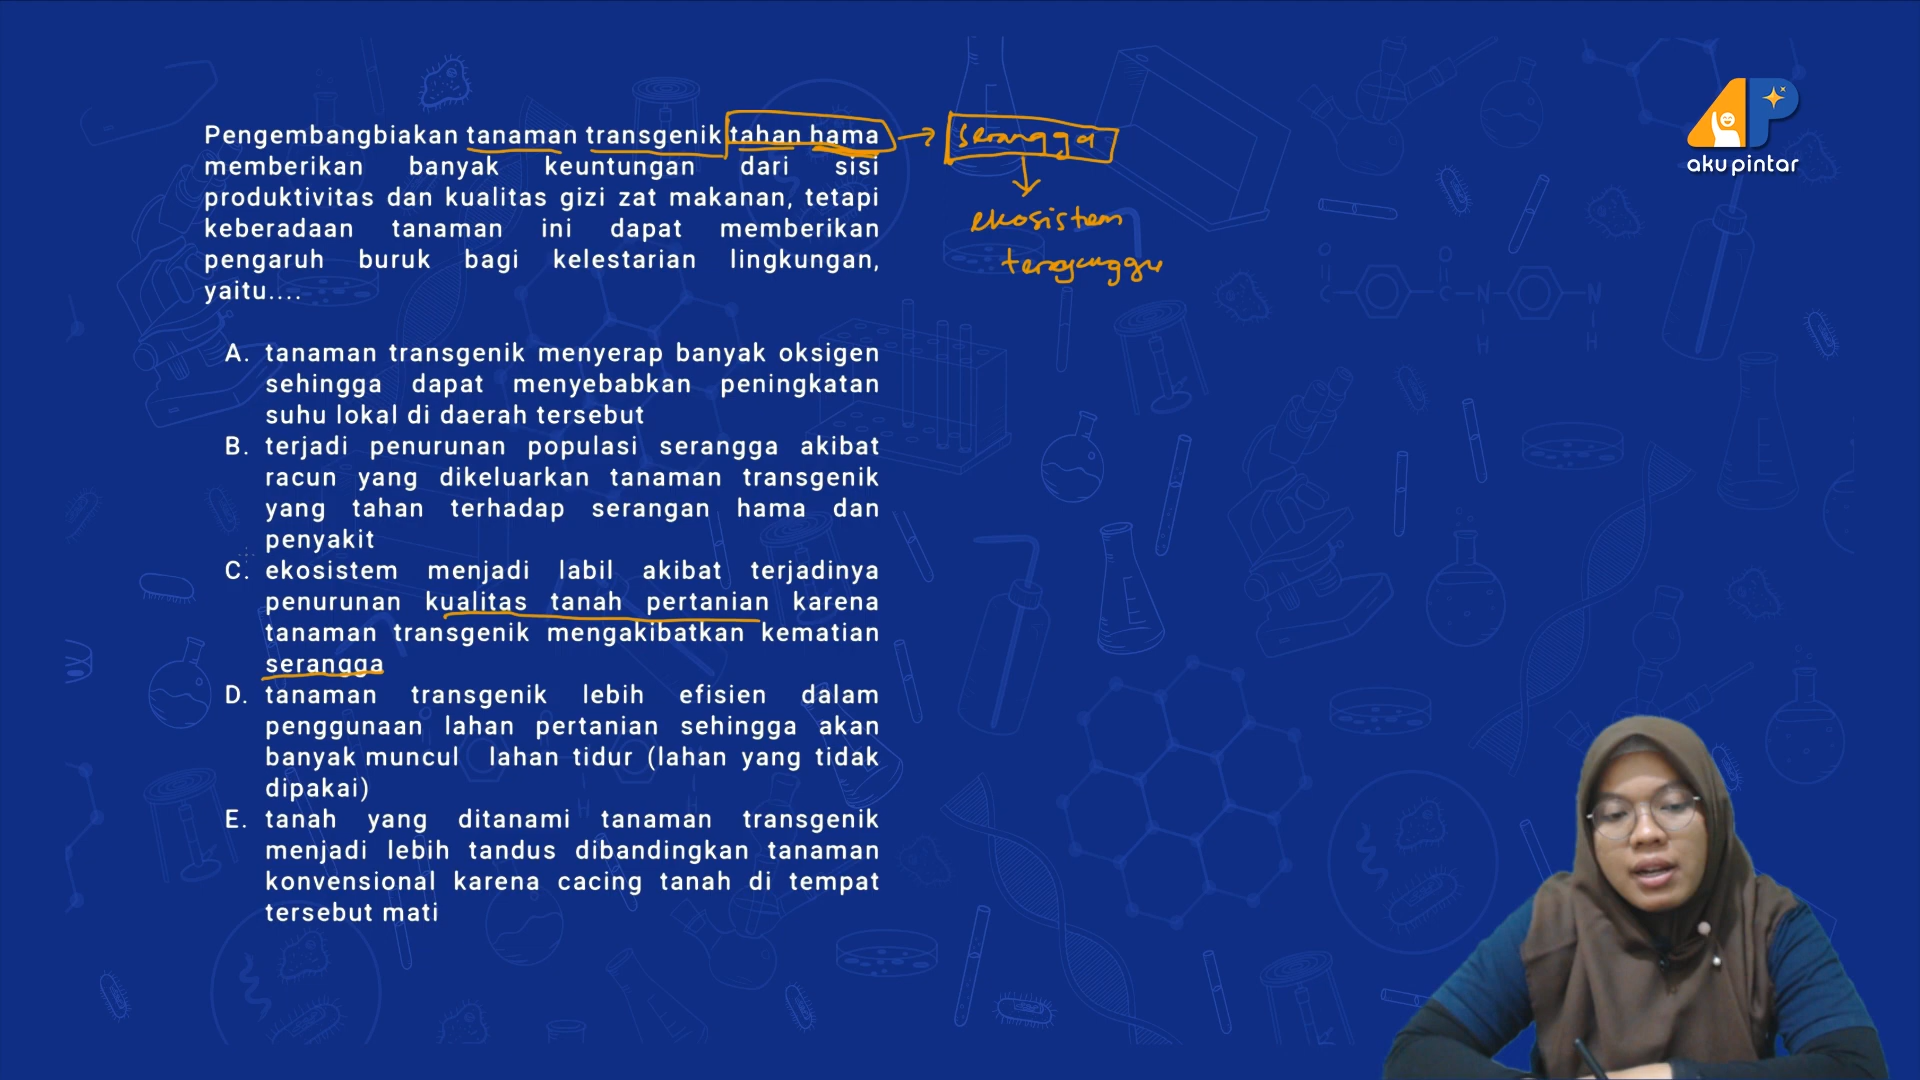 Pengembangbiakan tanaman transgenik tahan hama
memberikan banyak keuntungan dari sisi
produktivitas dan kualitas gizi zat makanan, tetapi
keberadaan tanaman ini dapat memberikan
pengaruh buruk bagi kelestarian lingkungan,
yaitu....
A. tanaman transgenik menyerap banyak oksigen
sehingga dapat menyebabkan peningkatan
suhu lokal di daerah tersebut
B. terjadi penurunan populasi serangga akibat
racun yang dikeluarkan tanaman transgenik
yang tahan terhadap serangan hama dan
penyakit
C. ekosistem menjadi labil akibat terjadinya
penurunan kualitas tanah pertanian karena
tanaman transgenik mengakibatkan kematian
serangga
D. tanaman transgenik lebih efisien dalam
penggunaan lahan pertanian sehingga akan
banyak muncul lahan tidur (lahan yang tidak
dipakai)
E. tanah yang ditanami tanaman transgenik
menjadi lebih tandus dibandingkan tanaman
konvensional karena cacing tanah di tempat
tersebut mati
serangga
ekosistem
terganggu
AP
aku pintar